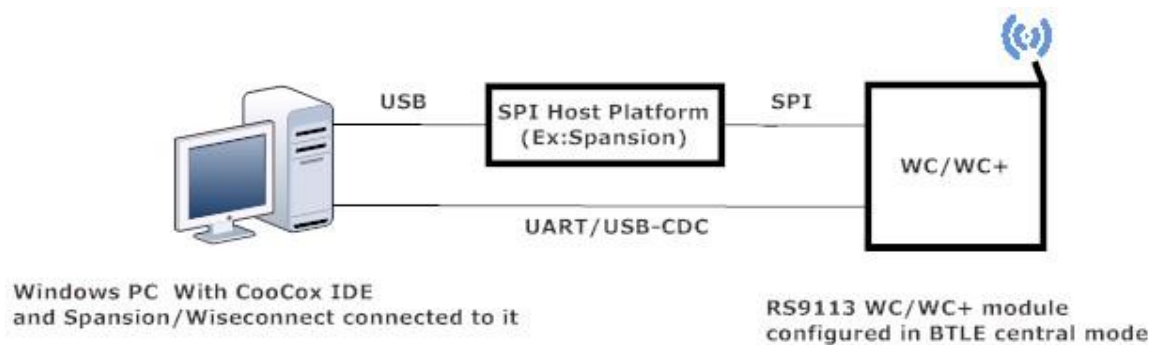 USB
SPI Host Platform
(Ex:Spansion)
SPI
WC/WC+
UART/USB-CDC
Windows PC With CooCox IDE
and Spansion/Wiseconnect connected to it
RS9113 WC/WC+ module
configured in BTLE central mode